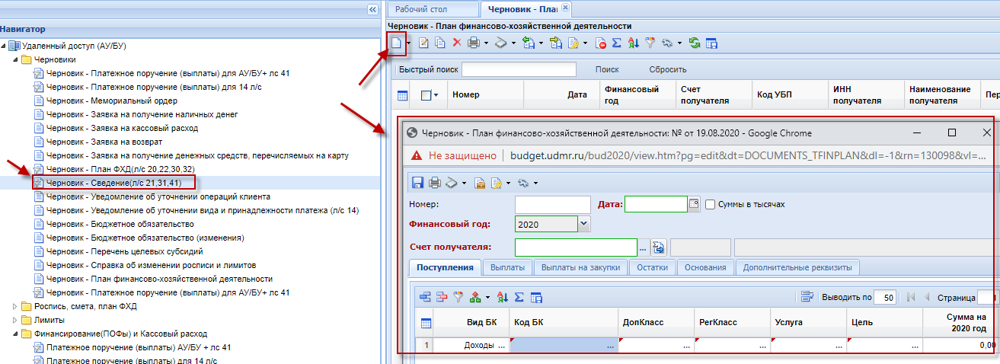 Навигатор
Удаленный доступ (АУ/БУ)
Черновики
Черновик - Платежное поручение (выплаты) для АУ/БУ+ лс 41
Черновик - Платежное поручение (выплаты) для 14 л/с
Черновик - Мемориальный ордер
Черновик - Заявка на получение наличных денег
Черновик - Заявка на кассовый расход
Черновик - Заявка на возврат
Черновик - Заявка на получение денежных средств, перечисляемых на карту
Черновик - План ФХД(л/с 20,22,30,32)
Черновик - Сведение(л/с 21,31,41)
Черновик - Уведомление об уточнении операций клиента
Черновик - Уведомление об уточнении вида и принадлежности платежа (л/с 14)
Черновик - Бюджетное обязательство
Черновик - Бюджетное обязательство (изменения)
Черновик - Перечень целевых субсидий
Черновик - Справка об изменении росписи и лимитов
Черновик - План финансово-хозяйственной деятельности
Черновик - Платежное поручение (выплаты) для АУ/БУ+ лс 41
Роспись, смета, план ФХД
Лимиты
Финансирование(ПОФы) и Кассовый расход
Платежное поручение (выплаты) АУ/БУ + лс 41
Платежное поручение (выплаты) для 14 л/с
Рабочий стол
Черновик - Пла
Черновик - План финансово-хозяйственной деятельности
Быстрый поиск
Поиск
Сбросить
Номер
Дата
Финансовый год
Счет получателя
Код УБП
ИНН получателя
Наименование получателя
Пер
Черновик - План финансово-хозяйственной деятельности: № от 19.08.2020 - Google Chrome
Не защищено | budget.udmr.ru/bud2020/view.htm?pg=edit&dt=DOCUMENTS_TFINPLAN&dl=-1&rn=130098&vl=...
Номер:
Дата:
Суммы в тысячах
Финансовый год:
2020
Счет получателя:
...
Поступления
Выплаты
Выплаты на закупки
Остатки
Основания
Дополнительные реквизиты
Выводить по
50
Страница
1
Вид БК
Код БК
ДопКласс
РегКласс
Услуга
Цель
Сумма на 2020 год
1
Доходы ...
...
...
...
...
...
0,00